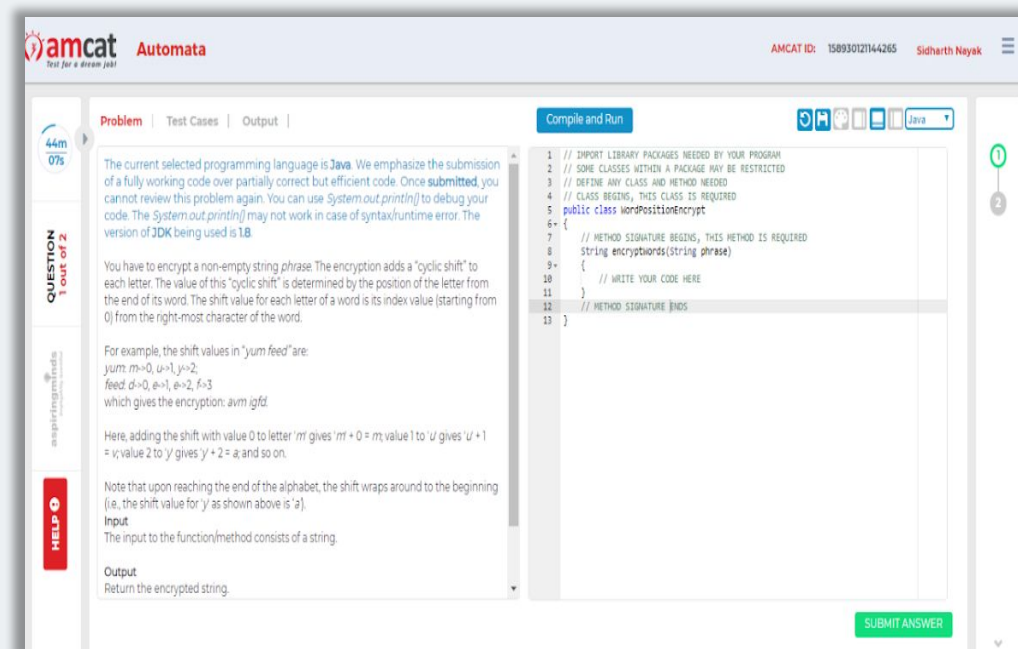 amcat
Test for a dream job!
Automata
AMCAT ID: 158930121144265 Sidharth Nayak
44m
07s
QUESTION
1 out of 2
aspiringminds
HELP
Problem | Test Cases | Output |
The current selected programming language is Java. We emphasize the submission
of a fully working code over partially correct but efficient code. Once submitted, you
cannot review this problem again. You can use System.out.println() to debug your
code. The System.out.println() may not work in case of syntax/runtime error. The
version of JDK being used is 1.8.
You have to encrypt a non-empty string phrase. The encryption adds a "cyclic shift" to
each letter. The value of this "cyclic shift" is determined by the position of the letter from
the end of its word. The shift value for each letter of a word is its index value (starting from
0) from the right-most character of the word.
For example, the shift values in "yum feed" are:
yum: m->0, u->1, y->2;
feed: d->0, e->1, e->2, f->3
which gives the encryption: avm igfd.
Here, adding the shift with value 0 to letter 'm' gives 'm' + 0 = m; value 1 to 'u' gives 'u' + 1
= v; value 2 to 'y' gives 'y' + 2 = a; and so on.
Note that upon reaching the end of the alphabet, the shift wraps around to the beginning
(i.e., the shift value for 'y' as shown above is 'a').
Input
The input to the function/method consists of a string.
Output
Return the encrypted string.
Compile and Run
Java
1 // IMPORT LIBRARY PACKAGES NEEDED BY YOUR PROGRAM
2 // SOME CLASSES WITHIN A PACKAGE MAY BE RESTRICTED
3 // DEFINE ANY CLASS AND METHOD NEEDED
4 // CLASS BEGINS, THIS CLASS IS REQUIRED
5 public class WordPositionEncrypt
6 {
7 // METHOD SIGNATURE BEGINS, THIS METHOD IS REQUIRED
8 String encryptWords(String phrase)
9 {
10 // WRITE YOUR CODE HERE
11 }
12 // METHOD SIGNATURE ENDS
13 }
SUBMIT ANSWER
1
2